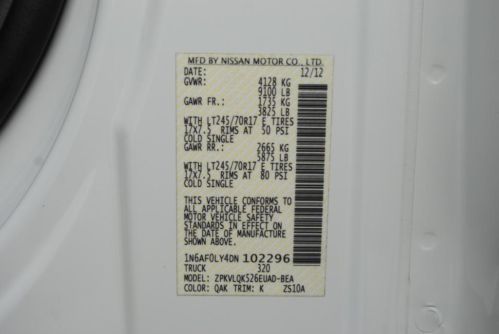 MFD BY NISSAN MOTOR CO., LTD.
DATE: 12/12
GVWR: 4128 KG
9100 LB
GAWR FR.: 1735 KG
3825 LB
WITH LT245/70R17 E TIRES
17X7.5 RIMS AT 50 PSI
COLD SINGLE
GAWR RR.: 2665 KG
5875 LB
WITH LT245/70R17 E TIRES
17X7.5 RIMS AT 80 PSI
COLD SINGLE
THIS VEHICLE CONFORMS TO
ALL APPLICABLE FEDERAL
MOTOR VEHICLE SAFETY
STANDARDS IN EFFECT ON
THE DATE OF MANUFACTURE
SHOWN ABOVE.
1N6AF0LY4DN 102296
TRUCK 320
MODEL: ZPKVLQK526EUAD-BEA
COLOR: QAK TRIM: K ZS10A